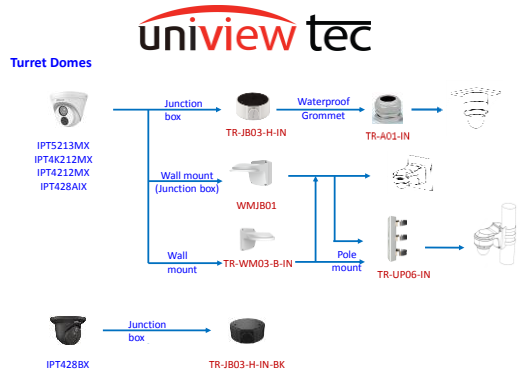 uniview tec
Turret Domes
Junction
box
Waterproof
Grommet
TR-JB03-H-IN
TR-A01-IN
IPT5213MX
IPT4K212MX
IPT4212MX
IPT428AIX
Wall mount
(Junction box)
WMJB01
Wall
mount
TR-WM03-B-IN
Pole
mount
TR-UP06-IN
Junction
box
IPT428BX
TR-JB03-H-IN-BK